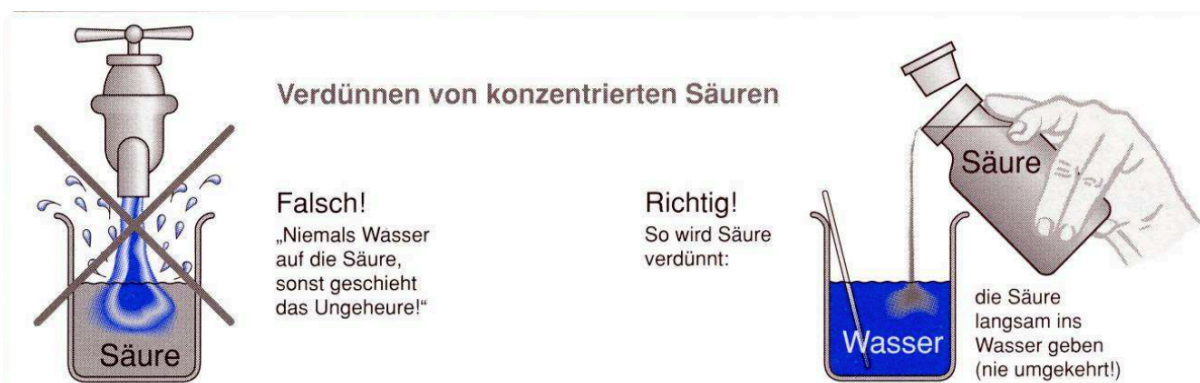 Verdünnen von konzentrierten Säuren
Falsch!
„Niemals Wasser
auf die Säure,
sonst geschieht
das Ungeheure!“
Säure
Richtig!
So wird Säure
verdünnt:
Säure
Wasser
die Säure
langsam ins
Wasser geben
(nie umgekehrt!)